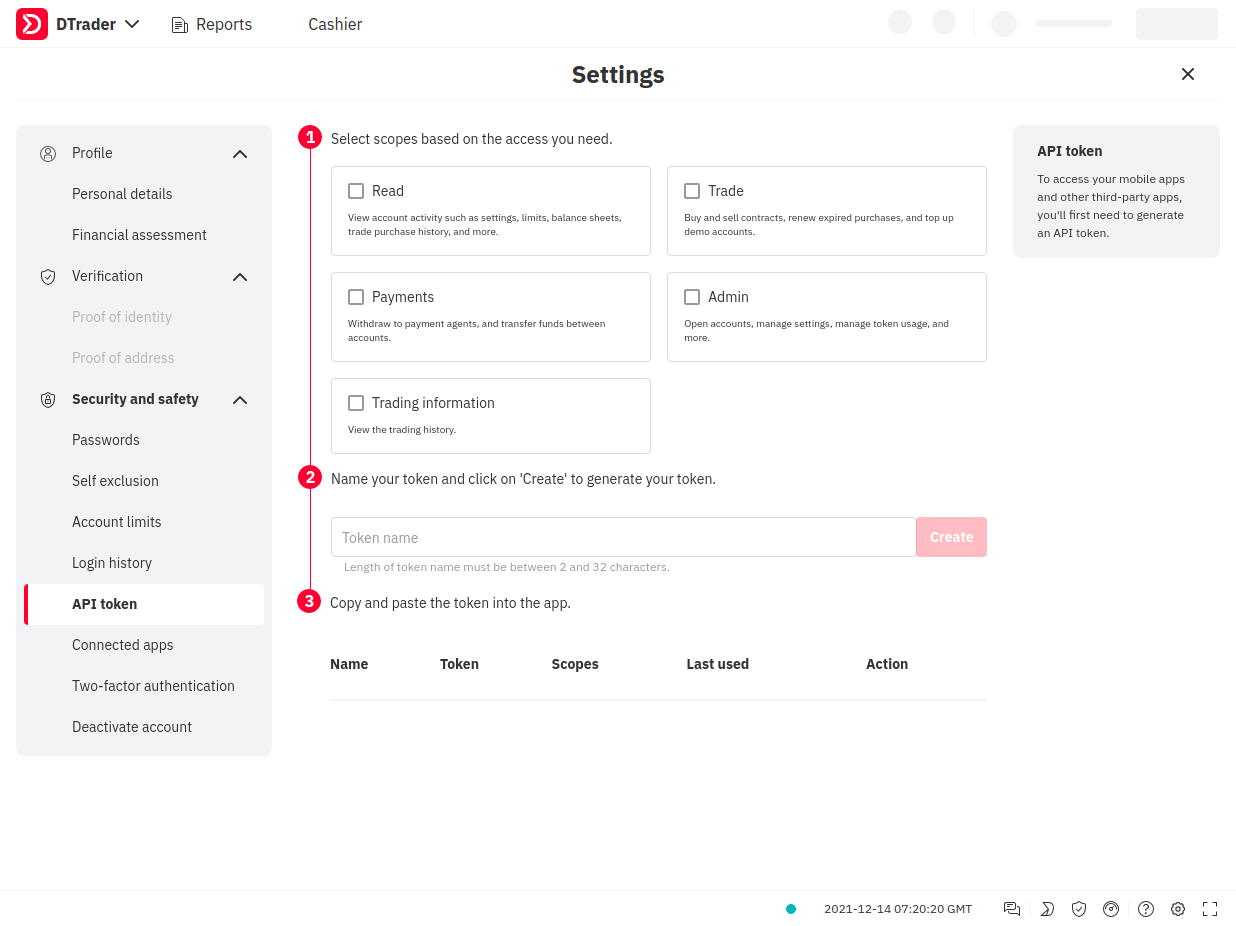 DTrader
Reports
Cashier
Settings
Profile
Personal details
Financial assessment
Verification
Proof of identity
Proof of address
Security and safety
Passwords
Self exclusion
Account limits
Login history
API token
Connected apps
Two-factor authentication
Deactivate account
1
Select scopes based on the access you need.
Read
View account activity such as settings, limits, balance sheets,
trade purchase history, and more.
Trade
Buy and sell contracts, renew expired purchases, and top up
demo accounts.
Payments
Withdraw to payment agents, and transfer funds between
accounts.
Admin
Open accounts, manage settings, manage token usage, and
more.
Trading information
View the trading history.
2
Name your token and click on 'Create' to generate your token.
Token name
Create
Length of token name must be between 2 and 32 characters.
3
Copy and paste the token into the app.
Name Token Scopes Last used Action
API token
To access your mobile apps
and other third-party apps,
you'll first need to generate
an API token.
2021-12-14 07:20:20 GMT